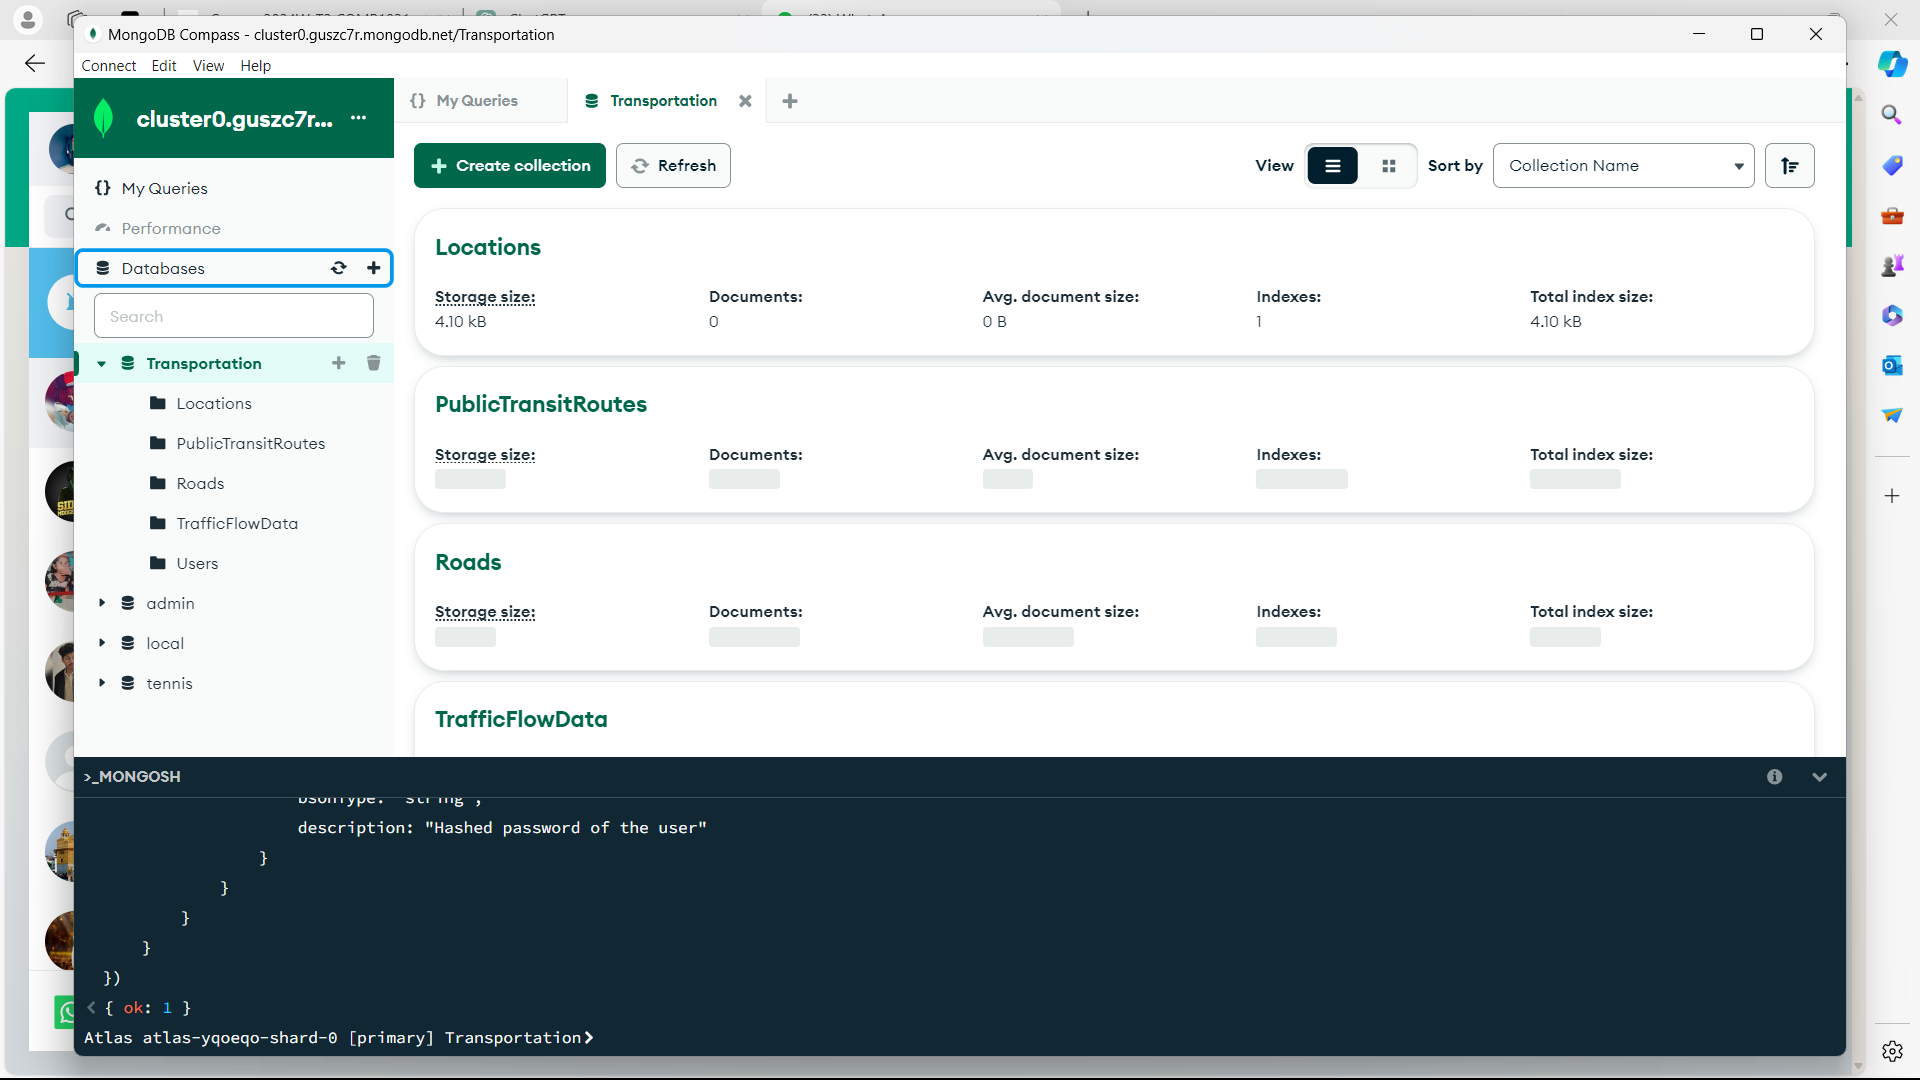 MongoDB Compass - cluster0.guszc7r.mongodb.net/Transportation
Connect Edit View Help
cluster0.guszc7r... ...
{} My Queries
Transportation
Create collection
Refresh
View
Sort by
Collection Name
{} My Queries
Performance
Databases
Search
Transportation
Locations
PublicTransitRoutes
Roads
TrafficFlowData
Users
admin
local
tennis
Locations
Storage size: Documents: Avg. document size: Indexes: Total index size:
4.10 kB 0 0 B 1 4.10 kB
PublicTransitRoutes
Storage size: Documents: Avg. document size: Indexes: Total index size:
Roads
Storage size: Documents: Avg. document size: Indexes: Total index size:
TrafficFlowData
>_MONGOSH
bsonType: "string",
description: "Hashed password of the user"
}
}
}
}
})
< { ok: 1 }
Atlas atlas-yqoeqo-shard-0 [primary] Transportation>